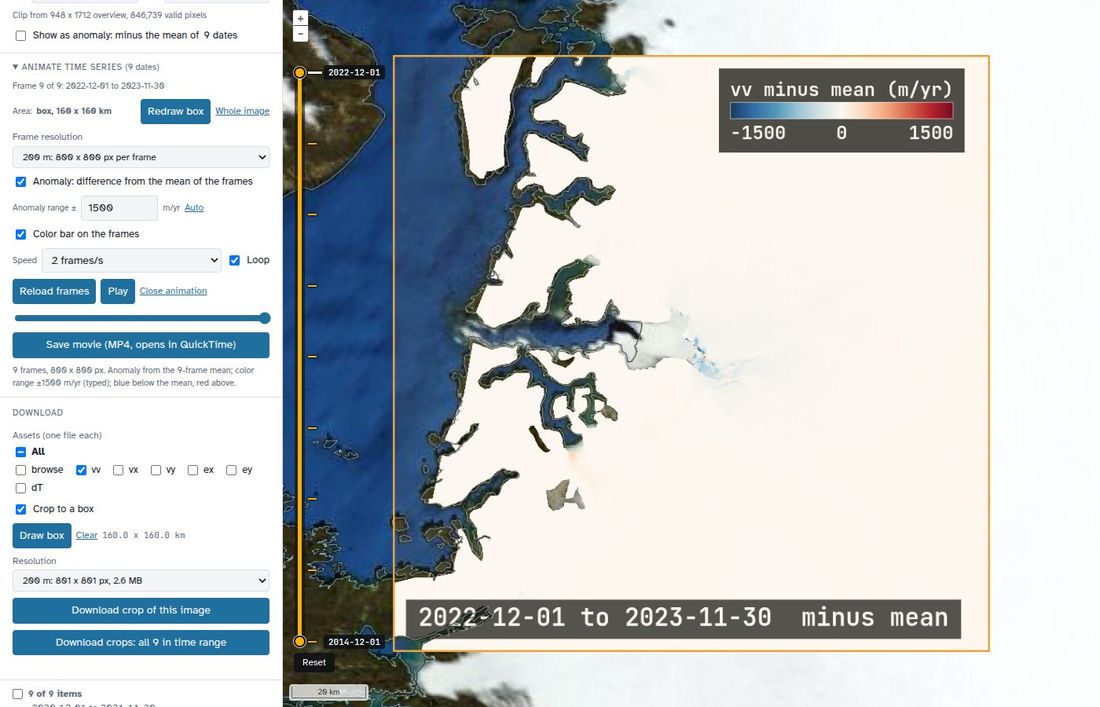 Clip from 948 x 1712 overview, 846,739 valid pixels
Show as anomaly: minus the mean of 9 dates
▼ ANIMATE TIME SERIES (9 dates)
Frame 9 of 9: 2022-12-01 to 2023-11-30
Area: box, 160 x 160 km
Redraw box
Whole image
Frame resolution
200 m: 800 x 800 px per frame
Anomaly: difference from the mean of the frames
Anomaly range ±
1500
m/yr
Auto
Color bar on the frames
Speed
2 frames/s
Loop
Reload frames
Play
Close animation
Save movie (MP4, opens in QuickTime)
9 frames, 800 x 800 px. Anomaly from the 9-frame mean; color
range ±1500 m/yr (typed); blue below the mean, red above.
DOWNLOAD
Assets (one file each)
All
browse vv vx vy ex ey
dT
Crop to a box
Draw box
Clear
160.0 x 160.0 km
Resolution
200 m: 801 x 801 px, 2.6 MB
Download crop of this image
Download crops: all 9 in time range
9 of 9 items
+
−
2022-12-01
2014-12-01
Reset
20 km
vv minus mean (m/yr)
-1500 0 1500
2022-12-01 to 2023-11-30 minus mean